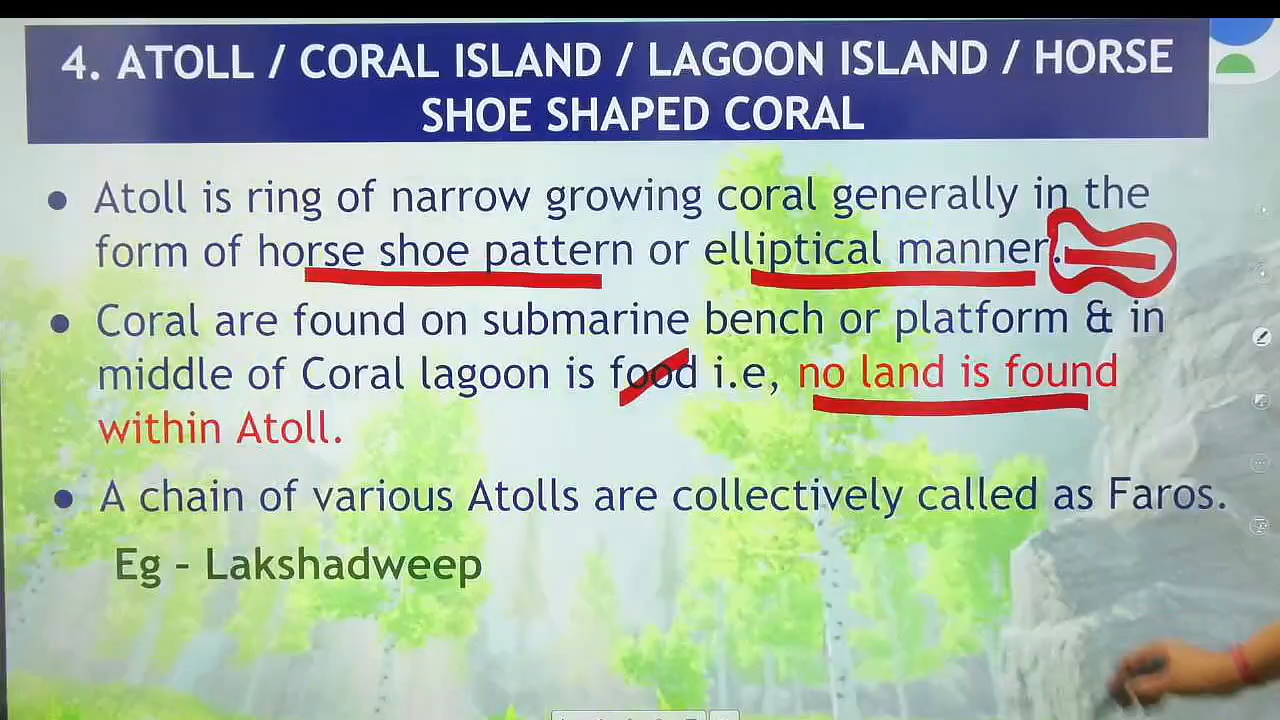 4. ATOLL / CORAL ISLAND / LAGOON ISLAND / HORSE
SHOE SHAPED CORAL
• Atoll is ring of narrow growing coral generally in the
form of horse shoe pattern or elliptical manner.
• Coral are found on submarine bench or platform & in
middle of Coral lagoon is food i.e, no land is found
within Atoll.
• A chain of various Atolls are collectively called as Faros.
Eg – Lakshadweep